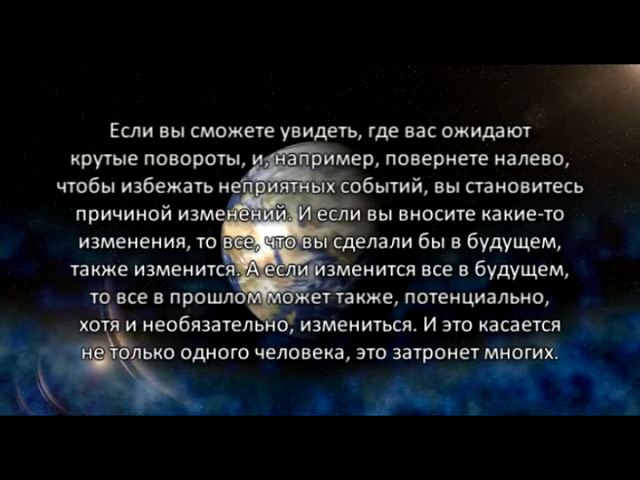 Если вы сможете увидеть, где вас ожидают
крутые повороты, и, например, повернете налево,
чтобы избежать неприятных событий, вы становитесь
причиной изменений. И если вы вносите какие-то
изменения, то все, что вы сделали бы в будущем,
также изменится. А если изменится все в будущем,
то все в прошлом может также, потенциально,
хотя и необязательно, измениться. И это касается
не только одного человека, это затронет многих.